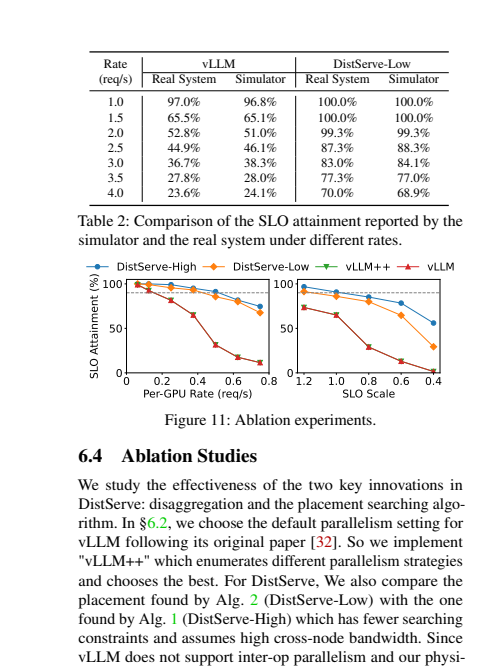 Rate vLLM DistServe-Low
(req/s) Real System Simulator Real System Simulator
1.0 97.0% 96.8% 100.0% 100.0%
1.5 65.5% 65.1% 100.0% 100.0%
2.0 52.8% 51.0% 99.3% 99.3%
2.5 44.9% 46.1% 87.3% 88.3%
3.0 36.7% 38.3% 83.0% 84.1%
3.5 27.8% 28.0% 77.3% 77.0%
4.0 23.6% 24.1% 70.0% 68.9%
Table 2: Comparison of the SLO attainment reported by the
simulator and the real system under different rates.
DistServe-High DistServe-Low vLLM++ vLLM
SLO Attainment (%)
100
50
0
0 0.2 0.4 0.6 0.8
Per-GPU Rate (req/s)
100
50
0
1.2 1.0 0.8 0.6 0.4
SLO Scale
Figure 11: Ablation experiments.
6.4 Ablation Studies
We study the effectiveness of the two key innovations in
DistServe: disaggregation and the placement searching algo-
rithm. In §6.2, we choose the default parallelism setting for
vLLM following its original paper [32]. So we implement
"vLLM++" which enumerates different parallelism strategies
and chooses the best. For DistServe, We also compare the
placement found by Alg. 2 (DistServe-Low) with the one
found by Alg. 1 (DistServe-High) which has fewer searching
constraints and assumes high cross-node bandwidth. Since
vLLM does not support inter-op parallelism and our physi-